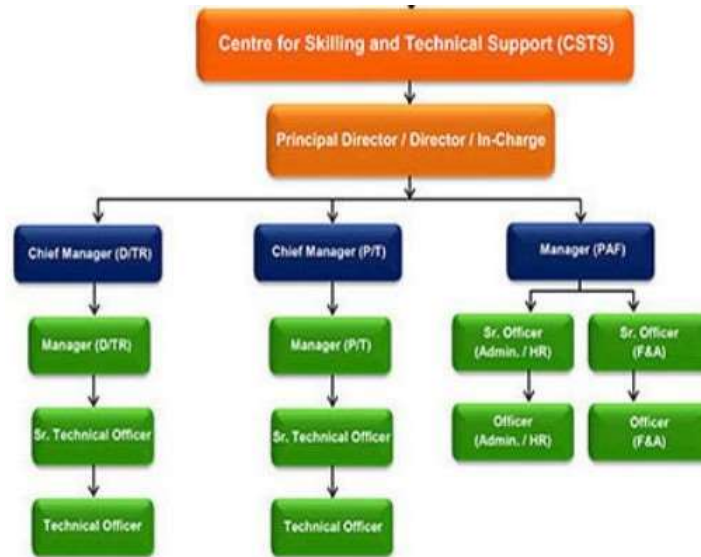 Centre for Skilling and Technical Support (CSTS)
Principal Director / Director / In-Charge
Chief Manager (D/TR)
Chief Manager (P/T)
Manager (PAF)
Manager (D/TR)
Manager (P/T)
Sr. Officer
(Admin. / HR)
Sr. Officer
(F&A)
Sr. Technical Officer
Sr. Technical Officer
Officer
(Admin. / HR)
Officer
(F&A)
Technical Officer
Technical Officer